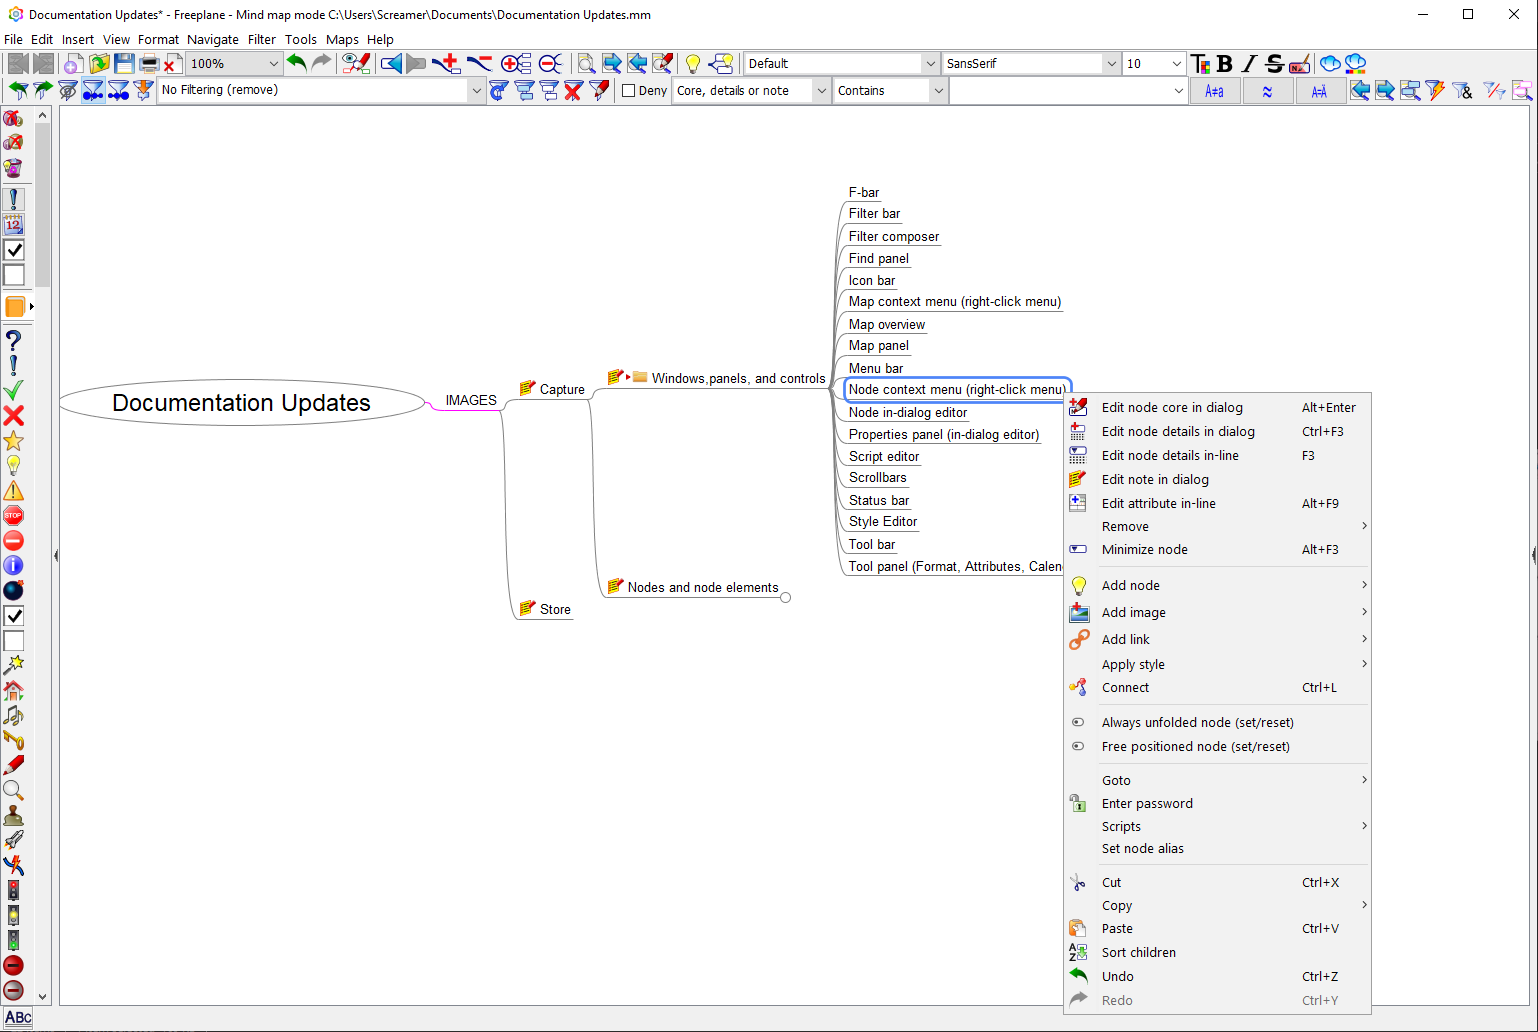 Documentation Updates* - Freeplane - Mind map mode C:\Users\Screamer\Documents\Documentation Updates.mm
File Edit Insert View Format Navigate Filter Tools Maps Help
100% Default SansSerif 10
No Filtering (remove) Deny Core, details or note Contains A≠a ≈ A=Ä
12
STOP
ABc
Documentation Updates
IMAGES
Capture
Windows,panels, and controls
F-bar
Filter bar
Filter composer
Find panel
Icon bar
Map context menu (right-click menu)
Map overview
Map panel
Menu bar
Node context menu (right-click menu)
Node in-dialog editor
Properties panel (in-dialog editor)
Script editor
Scrollbars
Status bar
Style Editor
Tool bar
Tool panel (Format, Attributes, Calen
Nodes and node elements
Store
Edit node core in dialog Alt+Enter
Edit node details in dialog Ctrl+F3
Edit node details in-line F3
Edit note in dialog
Edit attribute in-line Alt+F9
Remove
Minimize node Alt+F3
Add node
Add image
Add link
Apply style
Connect Ctrl+L
Always unfolded node (set/reset)
Free positioned node (set/reset)
Goto
Enter password
Scripts
Set node alias
Cut Ctrl+X
Copy
Paste Ctrl+V
Sort children
Undo Ctrl+Z
Redo Ctrl+Y